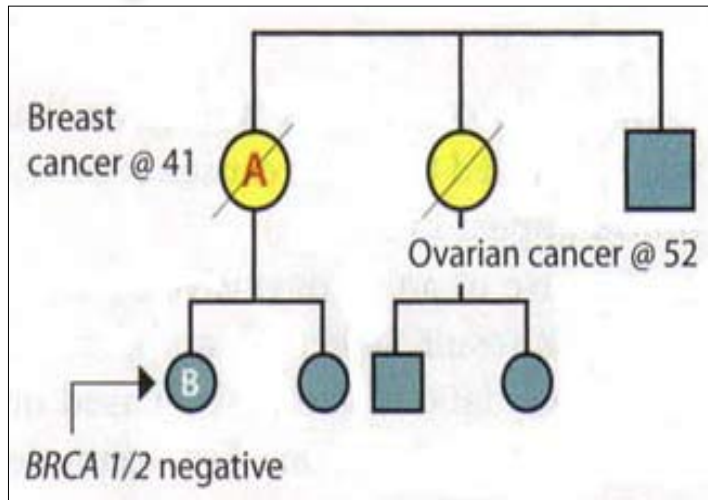 Breast
cancer @ 41
A
Ovarian cancer @ 52
B
BRCA 1/2 negative